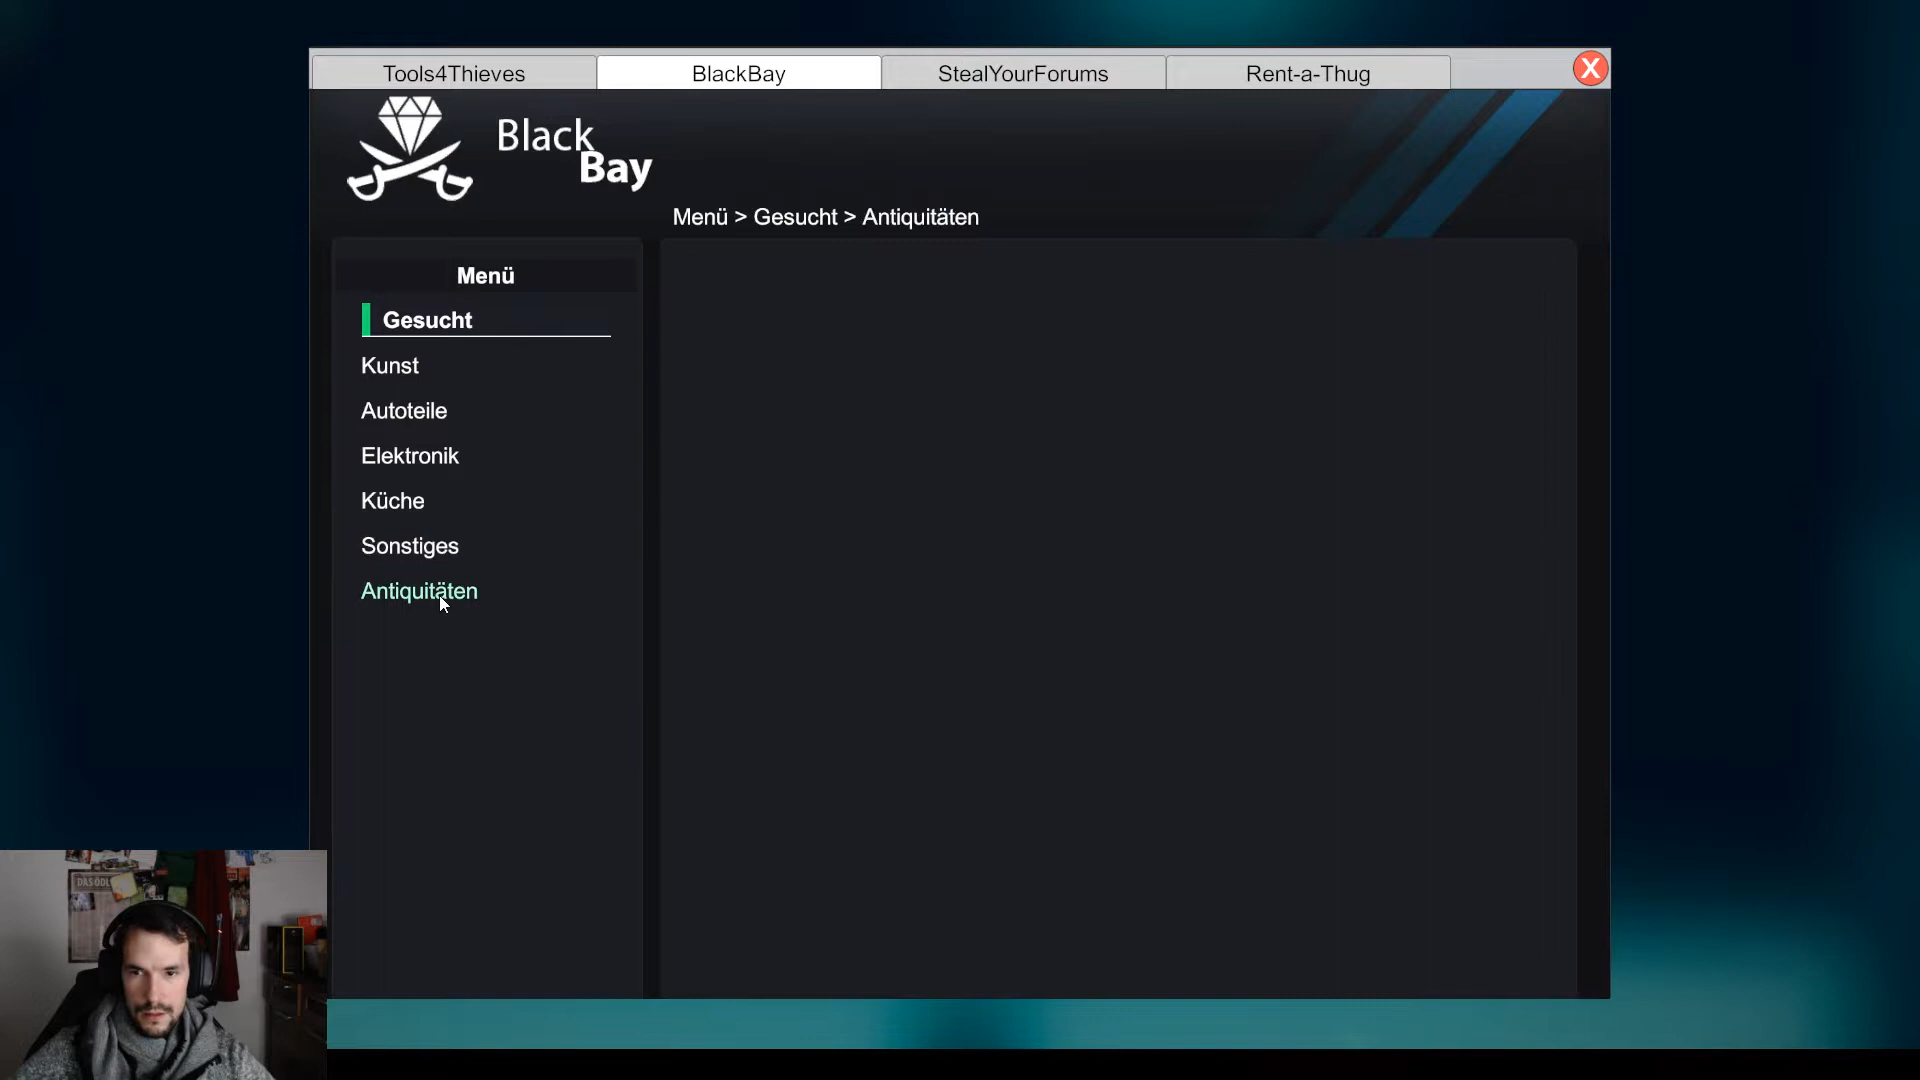 Tools4Thieves
BlackBay
StealYourForums
Rent-a-Thug
X
Black
Bay
Menü > Gesucht > Antiquitäten
Menü
Gesucht
Kunst
Autoteile
Elektronik
Küche
Sonstiges
Antiquitäten